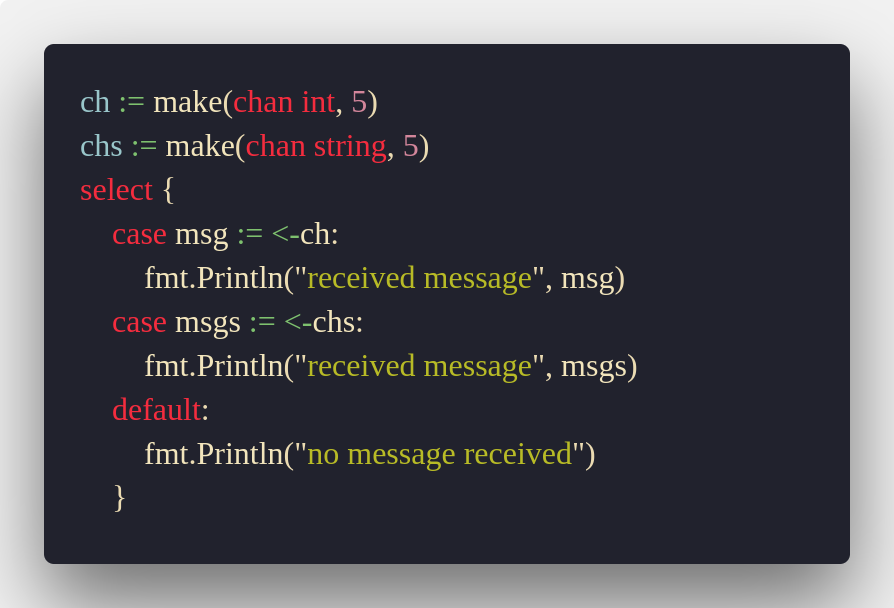 ch := make(chan int, 5)
chs := make(chan string, 5)
select {
    case msg := <-ch:
        fmt.Println("received message", msg)
    case msgs := <-chs:
        fmt.Println("received message", msgs)
    default:
        fmt.Println("no message received")
    }